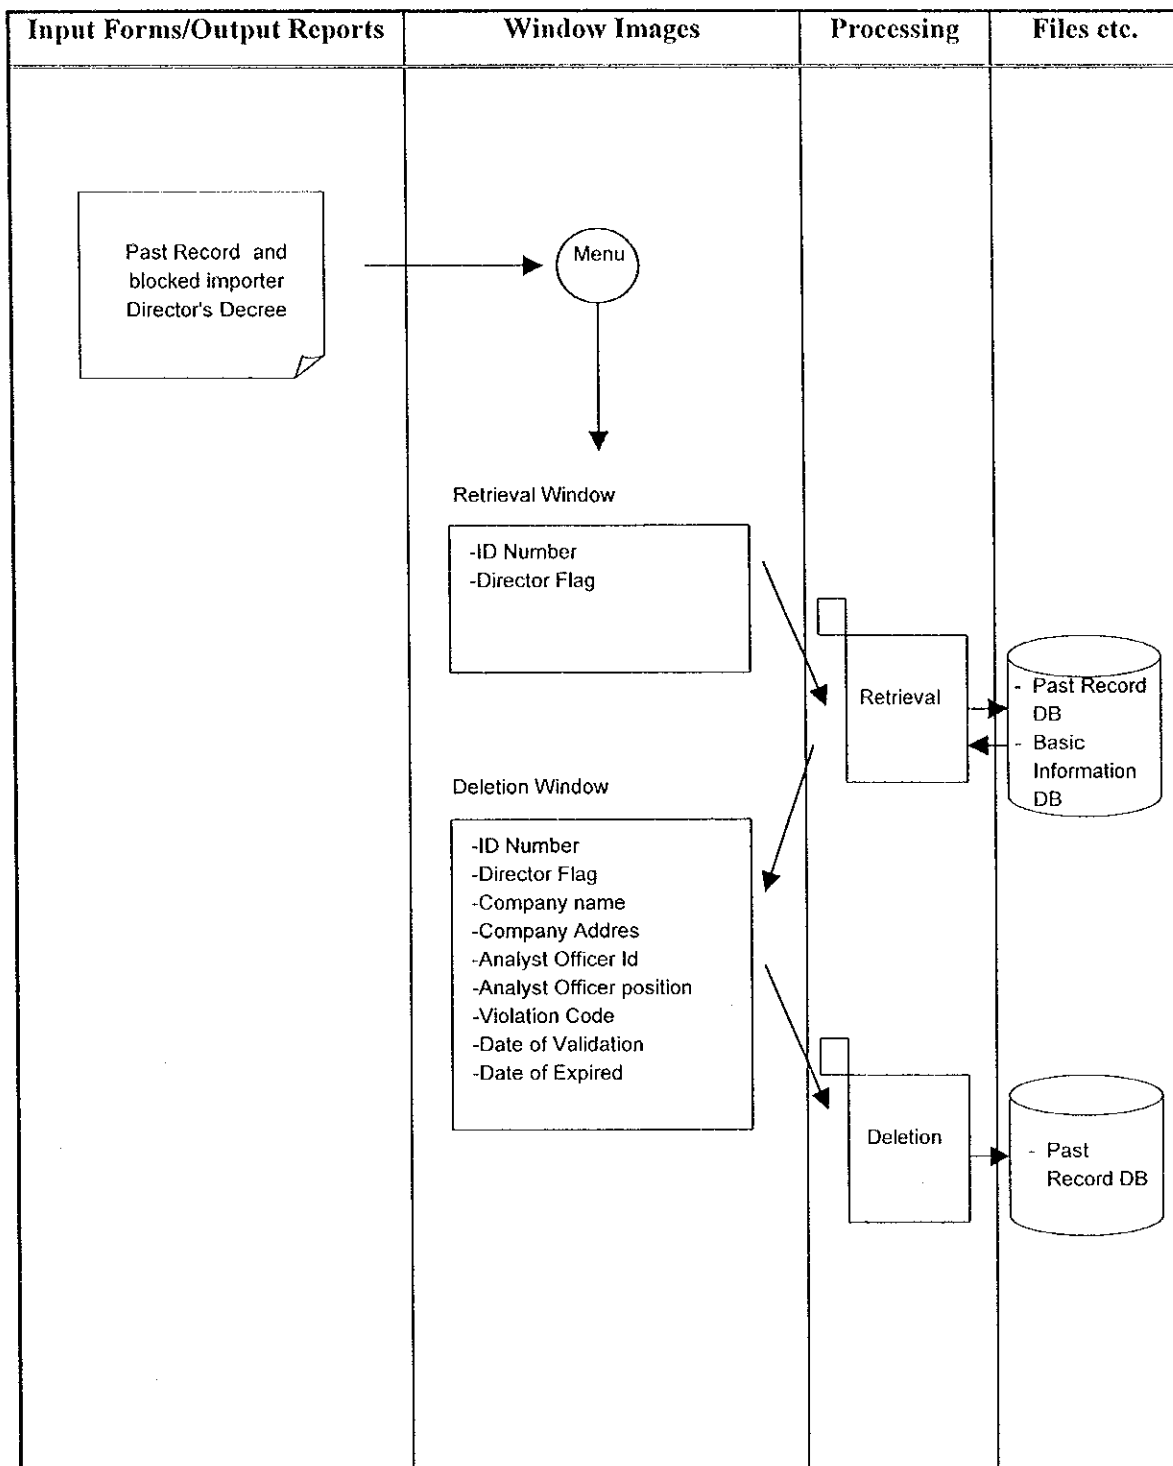 Input Forms/Output Reports
Window Images
Processing
Files etc.
Past Record and
blocked importer
Director's Decree
Menu
Retrieval Window
-ID Number
-Director Flag
Retrieval
- Past Record
DB
- Basic
Information
DB
Deletion Window
-ID Number
-Director Flag
-Company name
-Company Addres
-Analyst Officer Id
-Analyst Officer position
-Violation Code
-Date of Validation
-Date of Expired
Deletion
- Past
Record DB